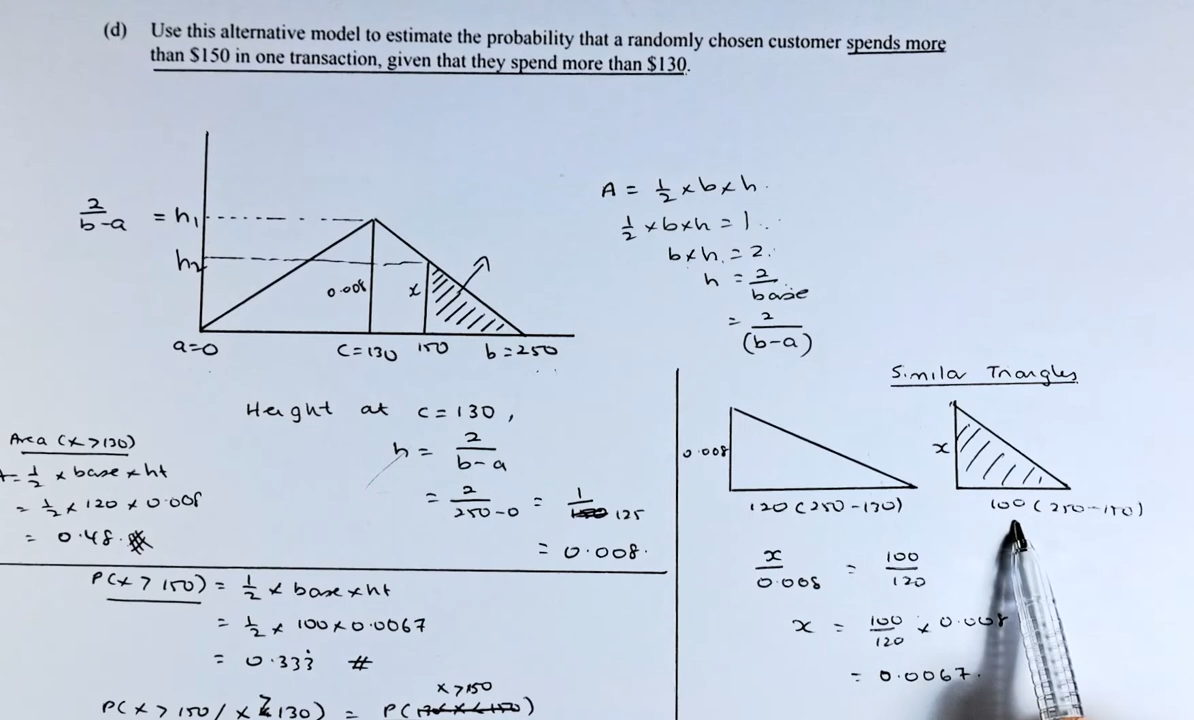 (d) Use this alternative model to estimate the probability that a randomly chosen customer spends more
than $150 in one transaction, given that they spend more than $130.
2/(b-a) = h₁
h₂
0.008
x
a=0
C=130
150
b=250
A = ½ × b × h.
½ × b × h = 1..
b × h. = 2.
h = 2/base
= 2/(b-a)
Height at c = 130,
h = 2/(b-a)
= 2/(250-0) = 1/125
= 0.008.
Area (x>130)
A= ½ × base × ht
= ½ × 120 × 0.008
= 0.48. #
P(x > 150) = ½ × base × ht
= ½ × 100 × 0.0067
= 0.333̇ #
x > 150
P( x > 150 / x > 130) = P(130 < x < 150)
Similar Triangles
0.008
120 (250-130)
x
100 (250-150)
x/0.008 = 100/120
x = 100/120 × 0.008
= 0.0067.